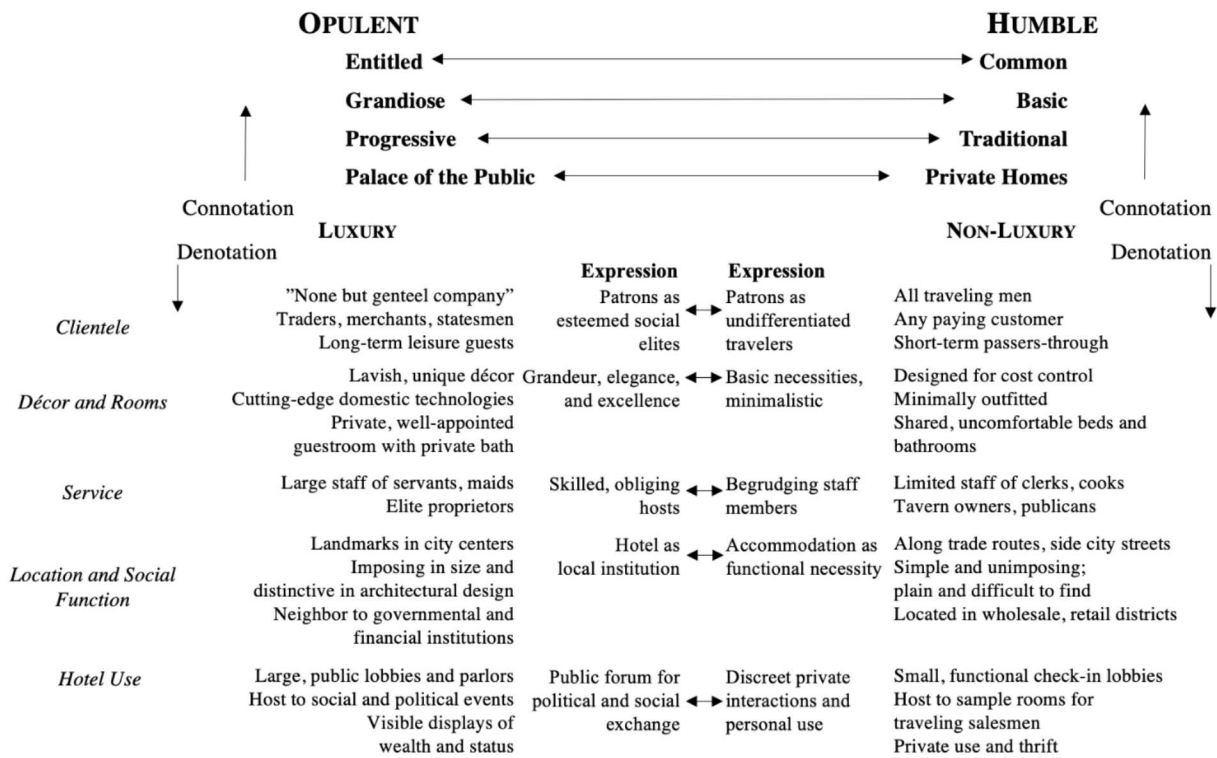 OPULENT HUMBLE
Entitled Common
Grandiose Basic
Progressive Traditional
Palace of the Public Private Homes
Connotation Connotation
LUXURY NON-LUXURY
Denotation Denotation
Expression Expression
"None but genteel company" Patrons as Patrons as All traveling men
Clientele Traders, merchants, statesmen esteemed social undifferentiated Any paying customer
Long-term leisure guests elites travelers Short-term passers-through
Lavish, unique décor Grandeur, elegance, Basic necessities, Designed for cost control
Décor and Rooms Cutting-edge domestic technologies and excellence minimalistic Minimally outfitted
Private, well-appointed Shared, uncomfortable beds and
guestroom with private bath bathrooms
Service Large staff of servants, maids Skilled, obliging Begrudging staff Limited staff of clerks, cooks
Elite proprietors hosts members Tavern owners, publicans
Landmarks in city centers Hotel as Accommodation as Along trade routes, side city streets
Location and Social Imposing in size and local institution functional necessity Simple and unimposing;
Function distinctive in architectural design plain and difficult to find
Neighbor to governmental and Located in wholesale, retail districts
financial institutions
Hotel Use Large, public lobbies and parlors Public forum for Discreet private Small, functional check-in lobbies
Host to social and political events political and social interactions and Host to sample rooms for
Visible displays of exchange personal use traveling salesmen
wealth and status Private use and thrift